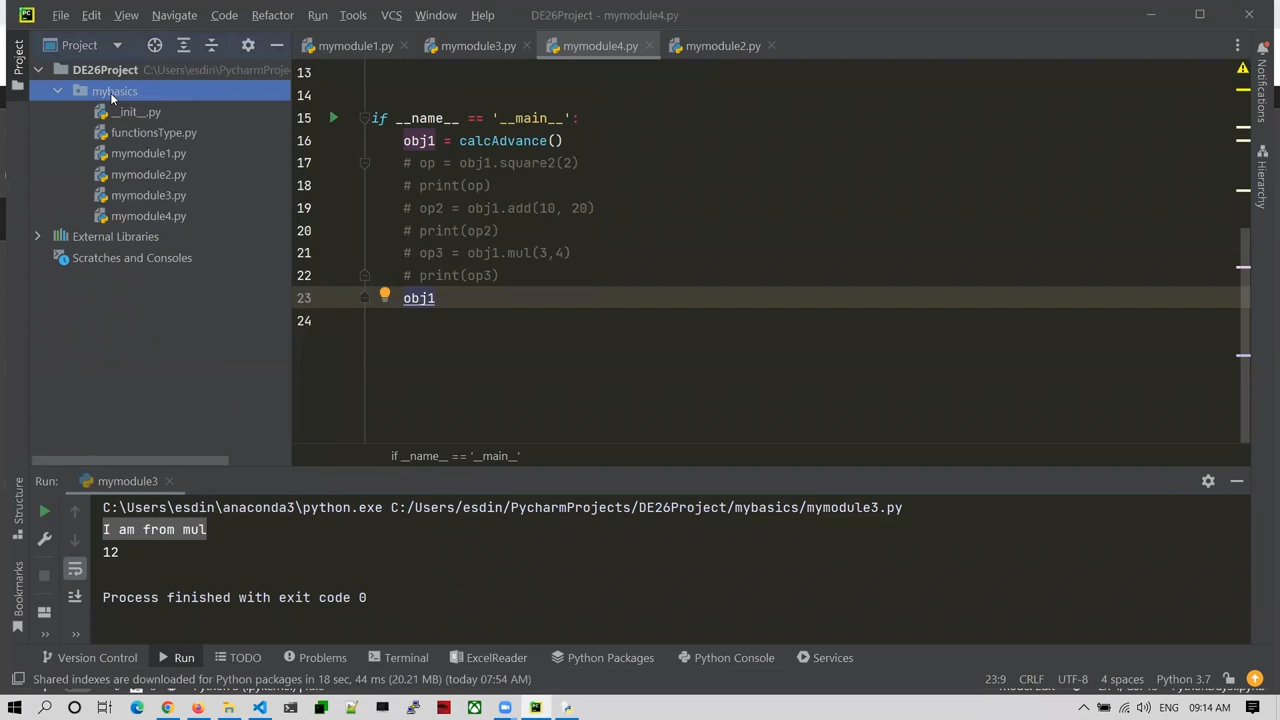 File Edit View Navigate Code Refactor Run Tools VCS Window Help DE26Project - mymodule4.py
Project
mymodule1.py mymodule3.py mymodule4.py mymodule2.py
DE26Project C:\Users\esdin\PycharmProje
mybasics
__init__.py
functionsType.py
mymodule1.py
mymodule2.py
mymodule3.py
mymodule4.py
External Libraries
Scratches and Consoles
13
14
15 if __name__ == '__main__':
16 obj1 = calcAdvance()
17 # op = obj1.square2(2)
18 # print(op)
19 # op2 = obj1.add(10, 20)
20 # print(op2)
21 # op3 = obj1.mul(3,4)
22 # print(op3)
23 obj1
24
if __name__ == '__main__'
Project
Structure
Bookmarks
Notifications
Hierarchy
Run: mymodule3
C:\Users\esdin\anaconda3\python.exe C:/Users/esdin/PycharmProjects/DE26Project/mybasics/mymodule3.py
I am from mul
12
Process finished with exit code 0
Version Control Run TODO Problems Terminal ExcelReader Python Packages Python Console Services
Shared indexes are downloaded for Python packages in 18 sec, 44 ms (20.21 MB) (today 07:54 AM) 23:9 CRLF UTF-8 4 spaces Python 3.7
ENG 09:14 AM